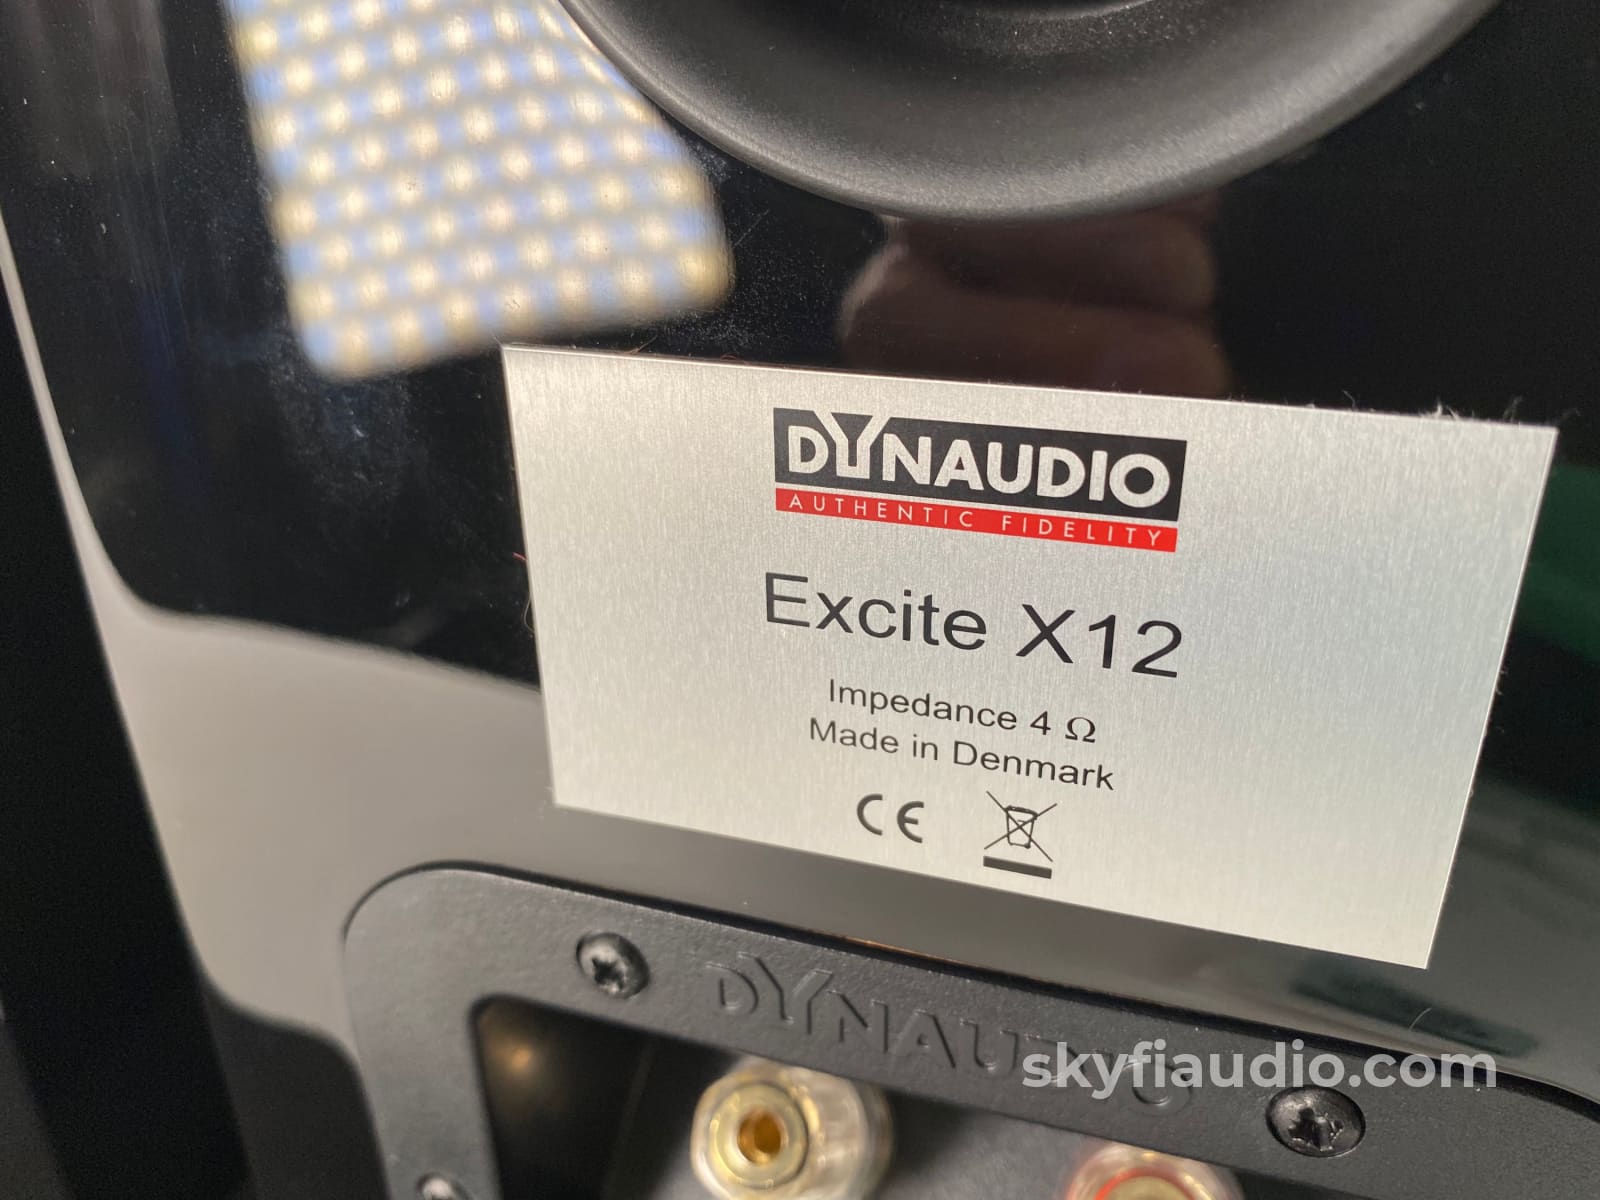 DYNAUDIO
AUTHENTIC FIDELITY
Excite X12
Impedance 4 Ω
Made in Denmark
CE
DYNAUDIO
skyfiaudio.com